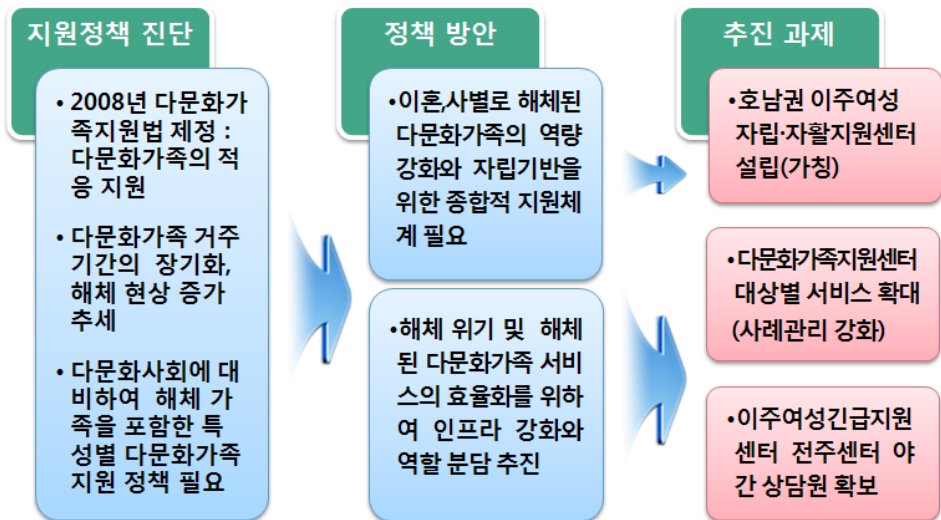 지원정책 진단
• 2008년 다문화가
족지원법 제정 :
다문화가족의 적
응 지원
• 다문화가족 거주
기간의 장기화,
해체 현상 증가
추세
• 다문화사회에 대
비하여 해체 가
족을 포함한 특
성별 다문화가족
지원 정책 필요
정책 방안
•이혼,사별로 해체된
다문화가족의 역량
강화와 자립기반을
위한 종합적 지원체
계 필요
•해체 위기 및 해체
된 다문화가족 서비
스의 효율화를 위하
여 인프라 강화와
역할 분담 추진
추진 과제
•호남권 이주여성
자립·자활지원센터
설립(가칭)
•다문화가족지원센터
대상별 서비스 확대
(사례관리 강화)
•이주여성긴급지원
센터 전주센터 야
간 상담원 확보